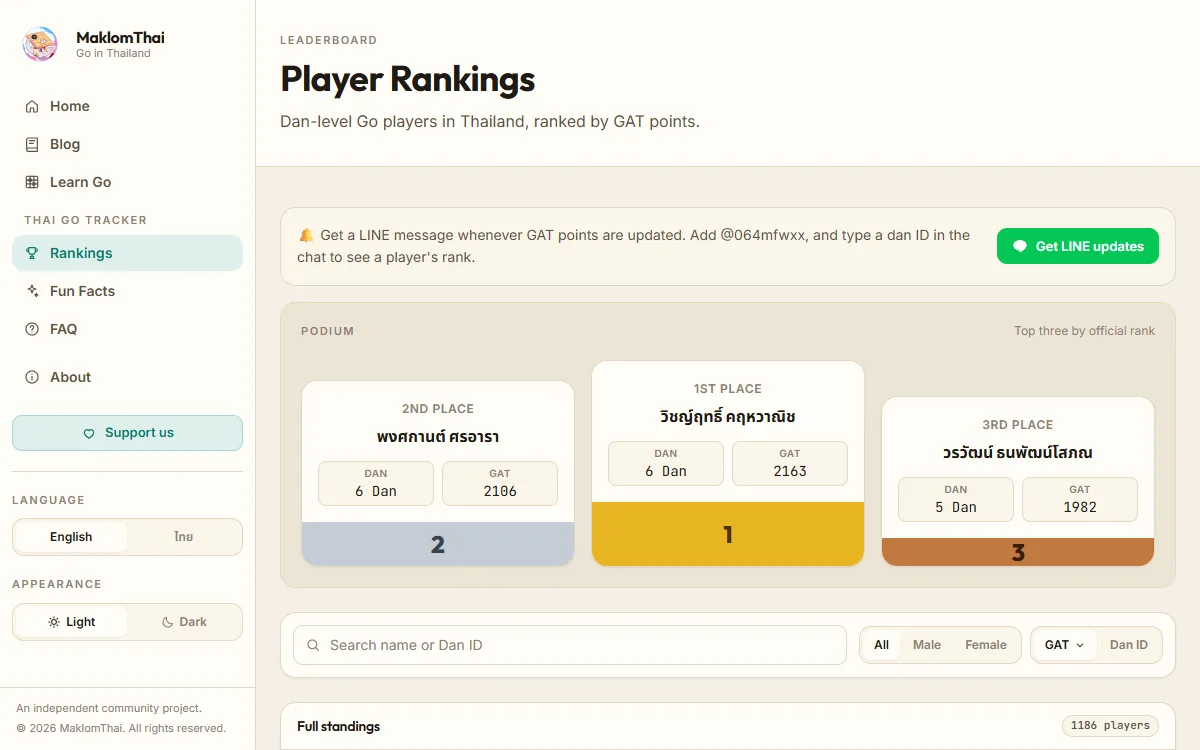 MaklomThai
Go in Thailand
Home
Blog
Learn Go
THAI GO TRACKER
Rankings
Fun Facts
FAQ
About
Support us
LANGUAGE
English
ไทย
APPEARANCE
Light
Dark
An independent community project.
© 2026 MaklomThai. All rights reserved.
LEADERBOARD
Player Rankings
Dan-level Go players in Thailand, ranked by GAT points.
Get a LINE message whenever GAT points are updated. Add @064mfwxx, and type a dan ID in the
chat to see a player's rank.
Get LINE updates
PODIUM
Top three by official rank
2ND PLACE
พงศกานต์ ศรอารา
DAN
6 Dan
GAT
2106
2
1ST PLACE
วิชญ์ฤทธิ์ คฤหวาณิช
DAN
6 Dan
GAT
2163
1
3RD PLACE
วรวัฒน์ ธนพัฒน์โสภณ
DAN
5 Dan
GAT
1982
3
Search name or Dan ID
All
Male
Female
GAT
Dan ID
Full standings
1186 players